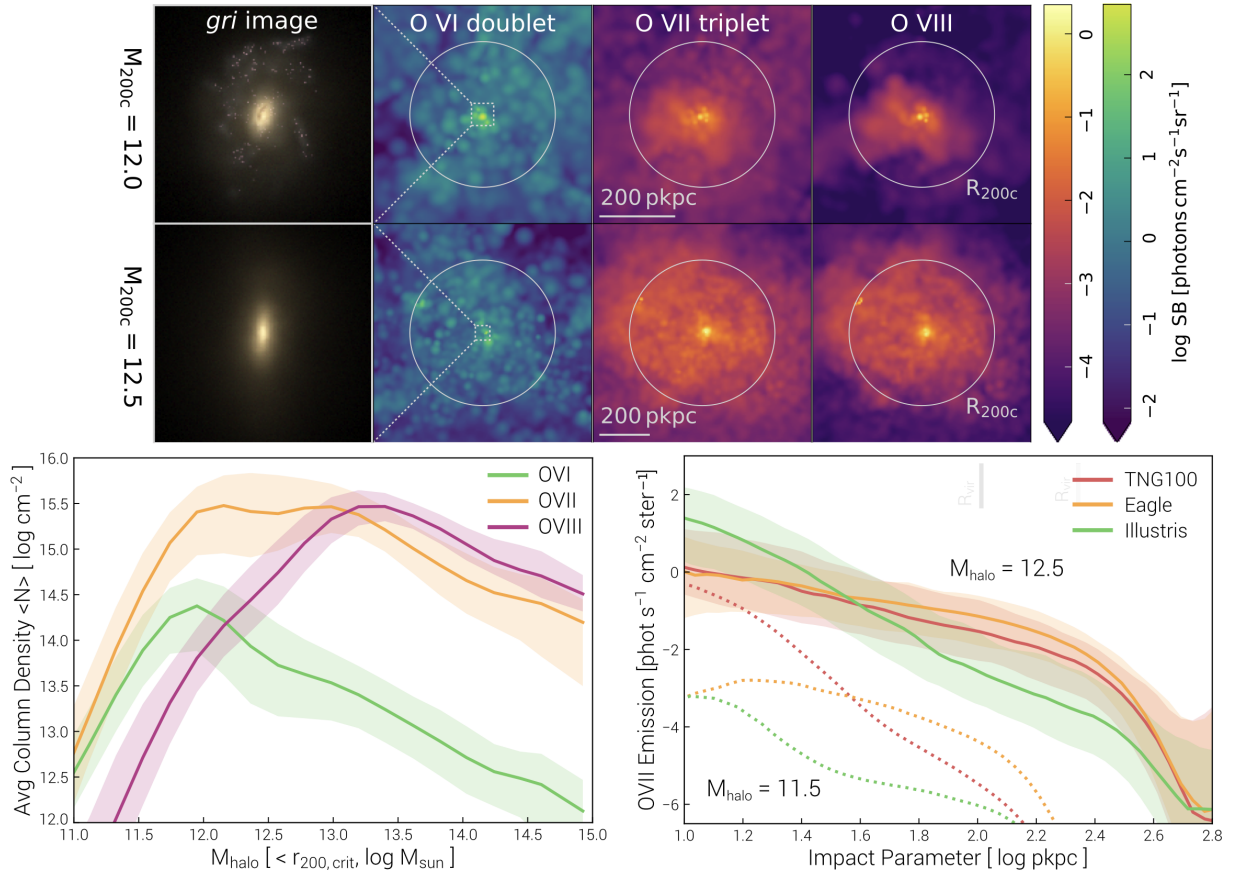 gri image
O VI doublet
O VII triplet
O VIII
M200c = 12.0
200 pkpc
R200c
M200c = 12.5
200 pkpc
R200c
0
−1
−2
−3
−4
2
1
0
−1
−2
log SB [photons cm⁻² s⁻¹ sr⁻¹]
16.0
15.5
15.0
14.5
14.0
13.5
13.0
12.5
12.0
Avg Column Density <N> [ log cm⁻² ]
OVI
OVII
OVIII
11.0 11.5 12.0 12.5 13.0 13.5 14.0 14.5 15.0
Mhalo [ < r200,crit, log Msun ]
2
0
-2
-4
-6
OVII Emission [phot s⁻¹ cm⁻² ster⁻¹]
Rvir
Rvir
TNG100
Eagle
Illustris
Mhalo = 12.5
Mhalo = 11.5
1.0 1.2 1.4 1.6 1.8 2.0 2.2 2.4 2.6 2.8
Impact Parameter [ log pkpc ]